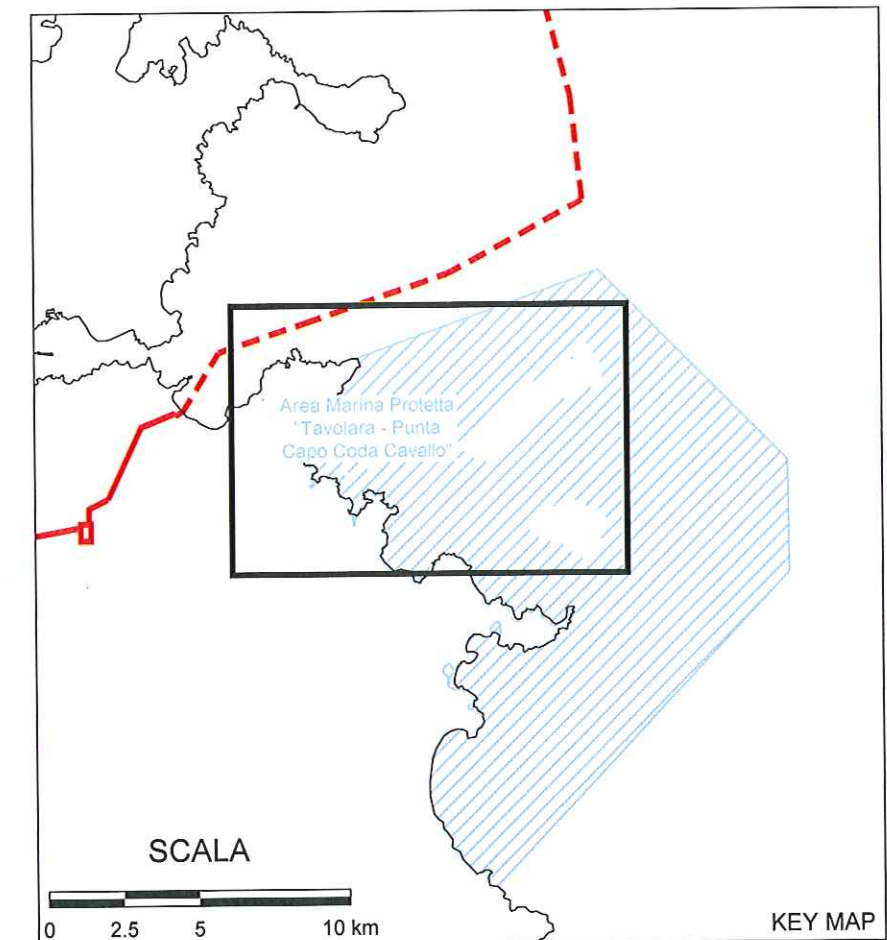 Area Marina Protetta
"Tavolara - Punta
Capo Coda Cavallo"
SCALA
0 2.5 5 10 km
KEY MAP